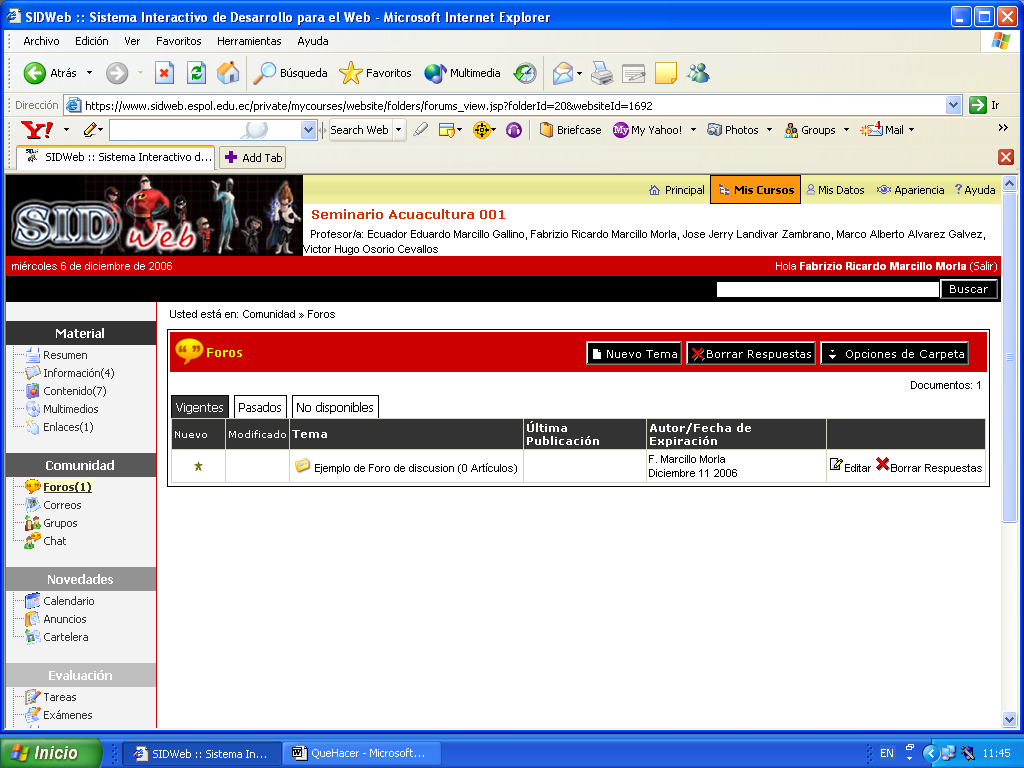 SIDWeb :: Sistema Interactivo de Desarrollo para el Web - Microsoft Internet Explorer
Archivo Edición Ver Favoritos Herramientas Ayuda
Atrás Búsqueda Favoritos Multimedia
Dirección https://www.sidweb.espol.edu.ec/private/mycourses/website/folders/forums_view.jsp?folderId=20&websiteId=1692 Ir
Y! Search Web Briefcase My Yahoo! Photos Groups 4 Mail
SIDWeb :: Sistema Interactivo d... Add Tab
SID Web
Principal Mis Cursos Mis Datos Apariencia ? Ayuda
Seminario Acuacultura 001
Profesor/a: Ecuador Eduardo Marcillo Gallino, Fabrizio Ricardo Marcillo Morla, Jose Jerry Landivar Zambrano, Marco Alberto Alvarez Galvez,
Victor Hugo Osorio Cevallos
miércoles 6 de diciembre de 2006 Hola Fabrizio Ricardo Marcillo Morla (Salir)
Buscar
Usted está en: Comunidad » Foros
Material
Resumen
Información(4)
Contenido(7)
Multimedios
Enlaces(1)
Comunidad
Foros(1)
Correos
Grupos
Chat
Novedades
Calendario
Anuncios
Cartelera
Evaluación
Tareas
Exámenes
Foros Nuevo Tema Borrar Respuestas Opciones de Carpeta
Documentos: 1
Vigentes Pasados No disponibles
Nuevo Modificado Tema Última Publicación Autor/Fecha de Expiración
Ejemplo de Foro de discusion (0 Artículos) F. Marcillo Morla
Diciembre 11 2006 Editar Borrar Respuestas
Inicio SIDWeb :: Sistema In... QueHacer - Microsoft... EN 11:45